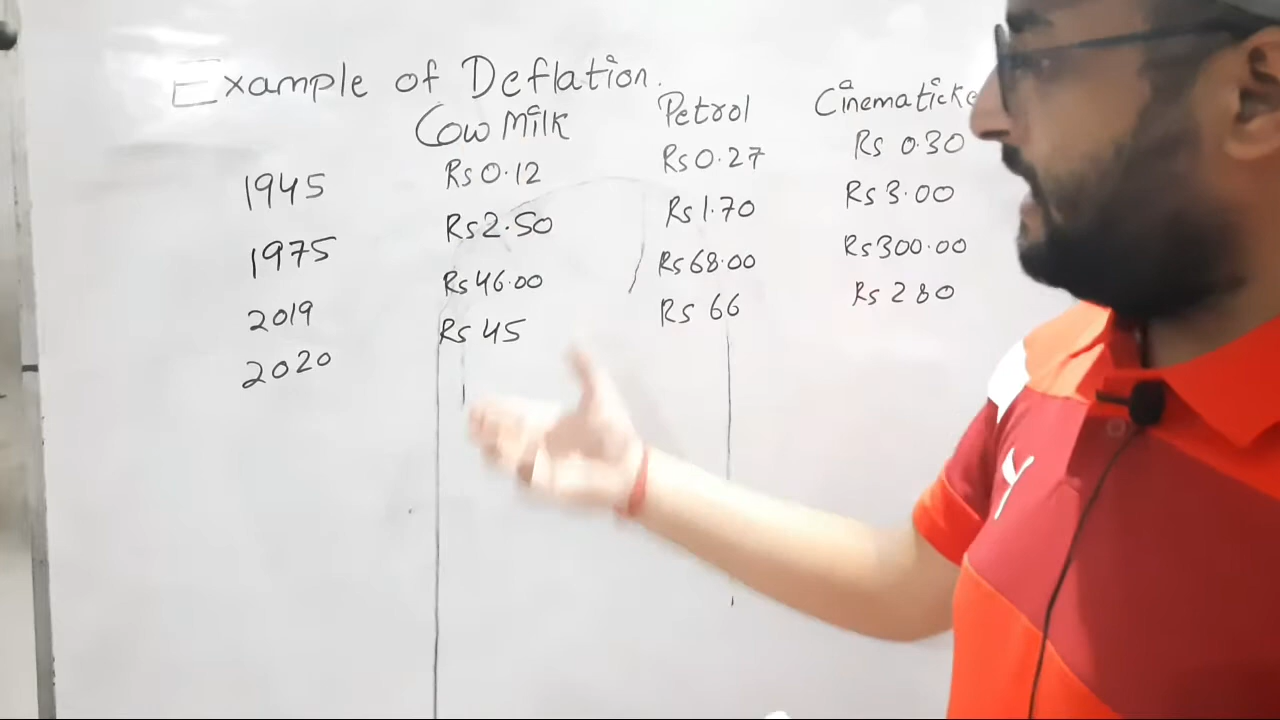 Example of Deflation.
Cow Milk Petrol Cinematicke
1945 Rs 0.12 Rs 0.27 Rs 0.30
1975 Rs 2.50 Rs 1.70 Rs 3.00
2019 Rs 46.00 Rs 68.00 Rs 300.00
2020 Rs 45 Rs 66 Rs 280